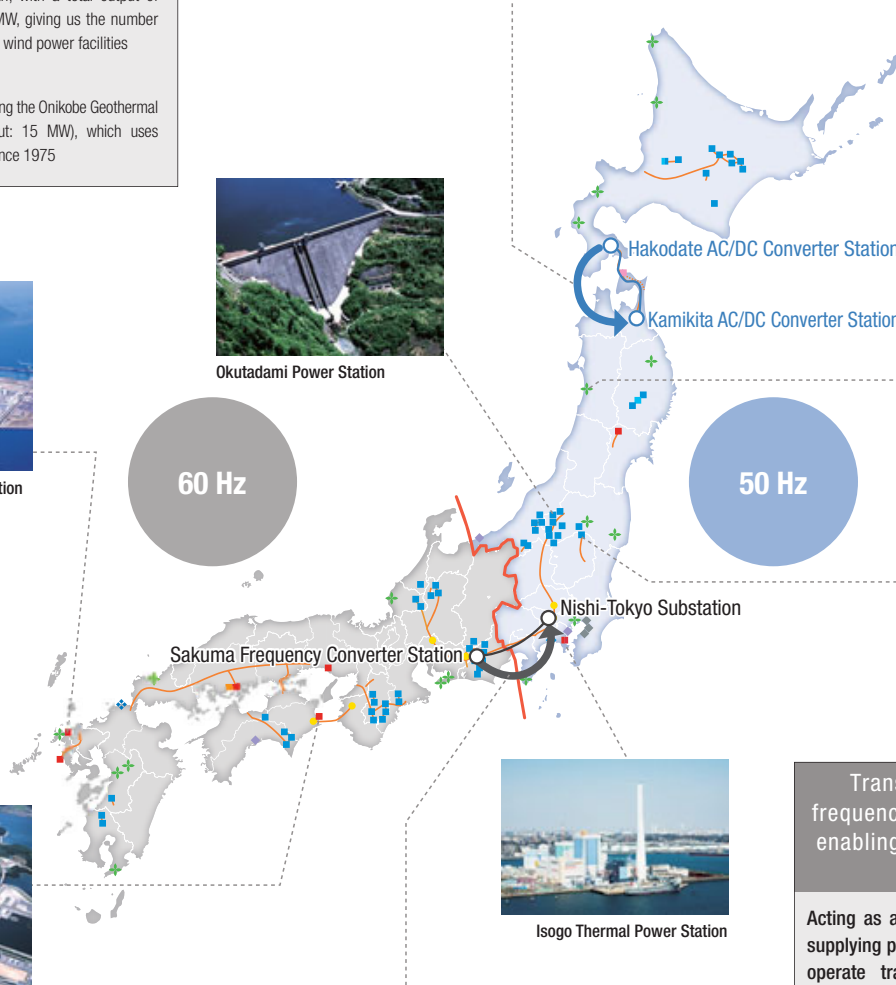 MW, giving us the number
wind power facilities
ng the Onikobe Geothermal
ut: 15 MW), which uses
nce 1975
Hakodate AC/DC Converter Station
Kamikita AC/DC Converter Station
Okutadami Power Station
60 Hz
50 Hz
tion
Nishi-Tokyo Substation
Sakuma Frequency Converter Station
Isogo Thermal Power Station
Trans
frequenc
enabling
Acting as a
supplying p
operate tra